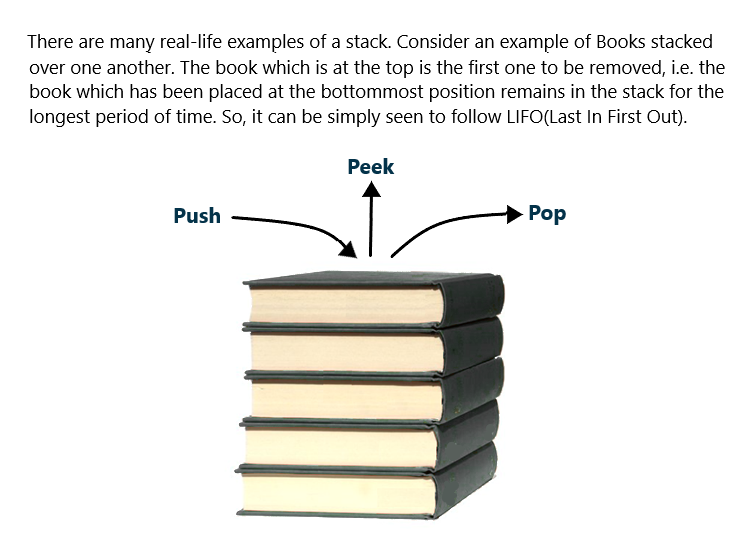 There are many real-life examples of a stack. Consider an example of Books stacked
over one another. The book which is at the top is the first one to be removed, i.e. the
book which has been placed at the bottommost position remains in the stack for the
longest period of time. So, it can be simply seen to follow LIFO(Last In First Out).
Peek
Push
Pop